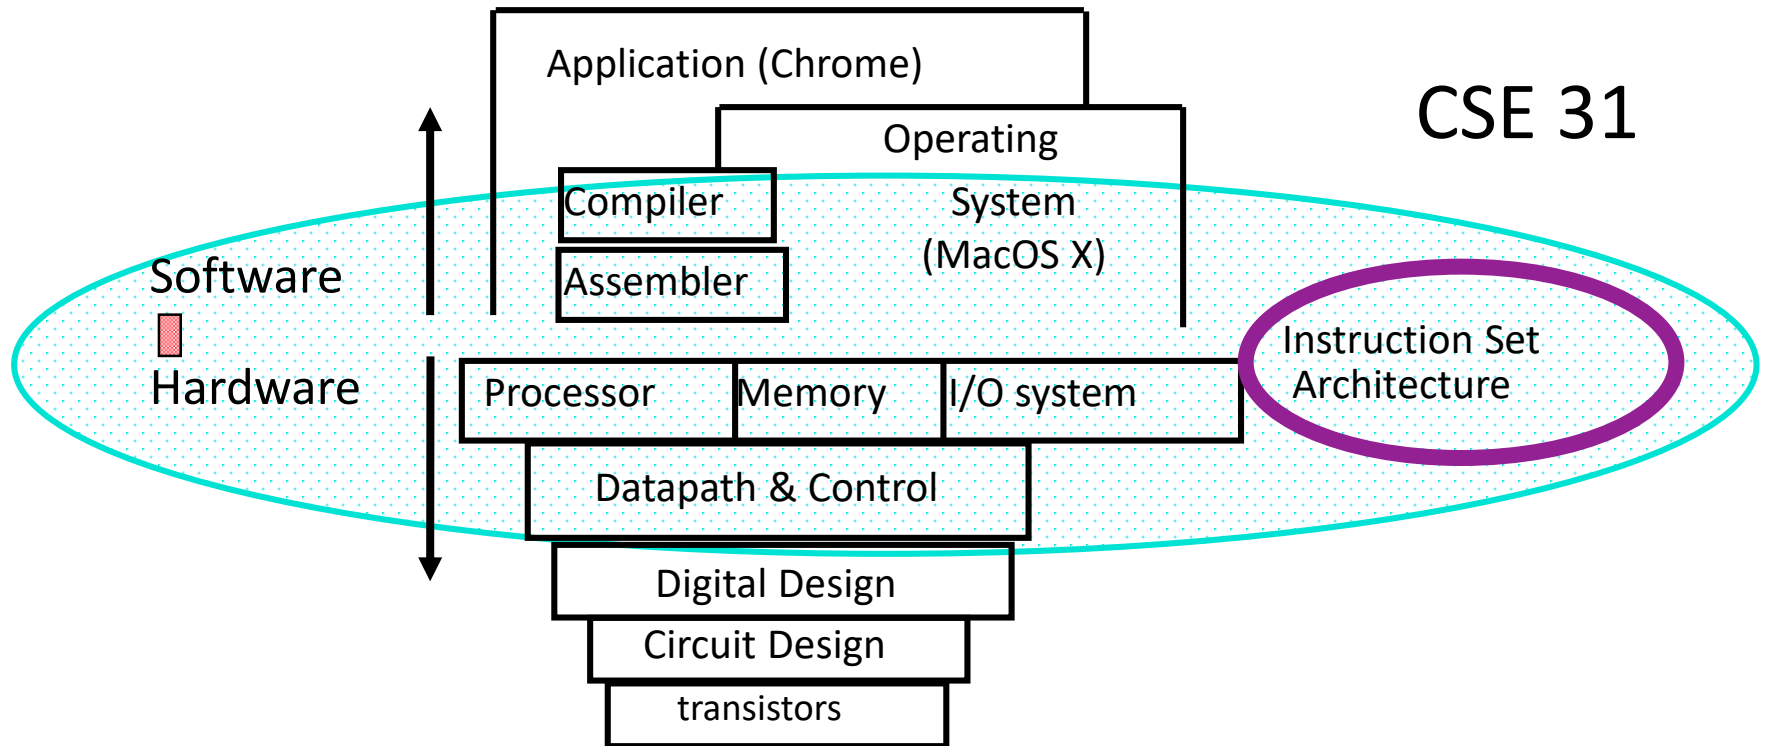 Application (Chrome)
CSE 31
Operating
System
(MacOS X)
Compiler
Assembler
Software
Hardware
Instruction Set
Architecture
Processor
Memory
I/O system
Datapath & Control
Digital Design
Circuit Design
transistors